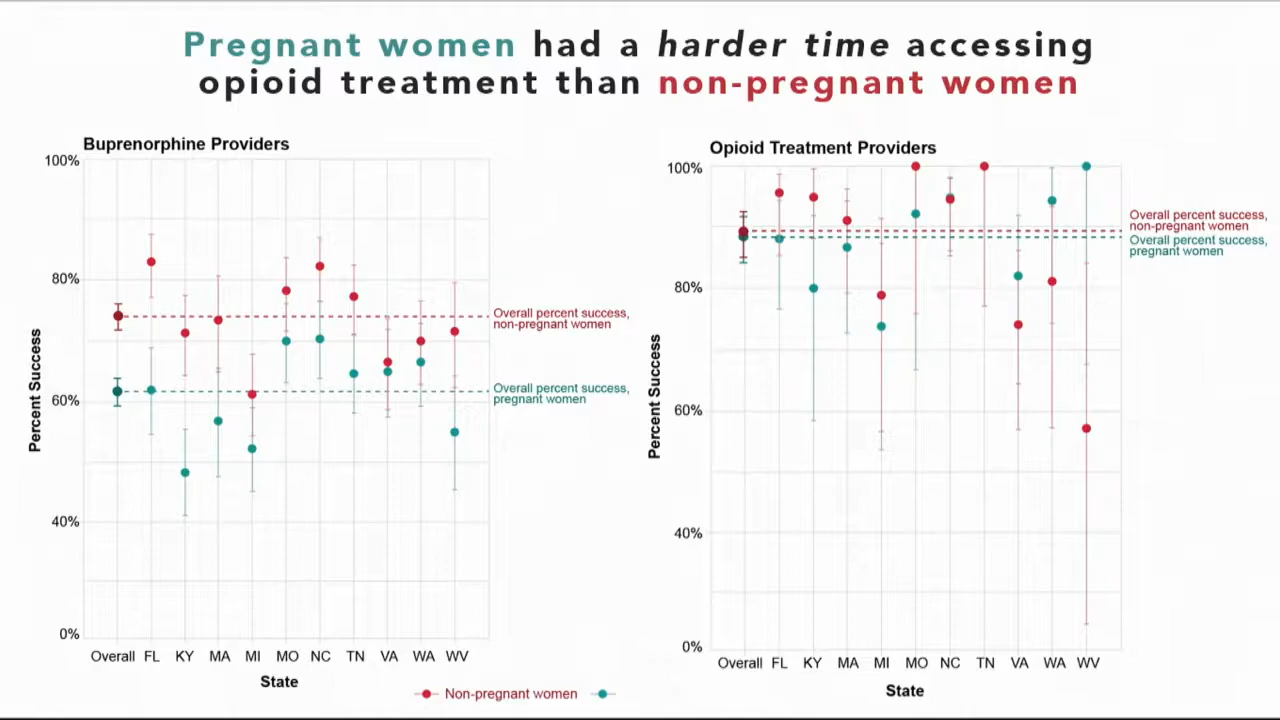 Pregnant women had a harder time accessing
opioid treatment than non-pregnant women
Buprenorphine Providers
100%
80%
60%
40%
0%
Percent Success
Overall FL KY MA MI MO NC TN VA WA WV
State
Overall percent success,
non-pregnant women
Overall percent success,
pregnant women
Opioid Treatment Providers
100%
80%
60%
40%
0%
Percent Success
Overall FL KY MA MI MO NC TN VA WA WV
State
Overall percent success,
non-pregnant women
Overall percent success,
pregnant women
Non-pregnant women